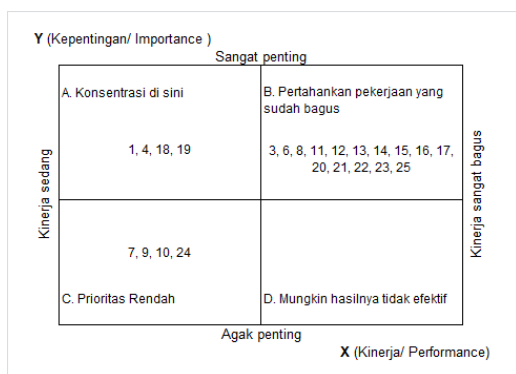 Y (Kepentingan/ Importance )
Sangat penting
A. Konsentrasi di sini
B. Pertahankan pekerjaan yang
sudah bagus
1, 4, 18, 19
3, 6, 8, 11, 12, 13, 14, 15, 16, 17,
20, 21, 22, 23, 25
Kinerja sedang
Kinerja sangat bagus
7, 9, 10, 24
C. Prioritas Rendah
D. Mungkin hasilnya tidak efektif
Agak penting
X (Kinerja/ Performance)